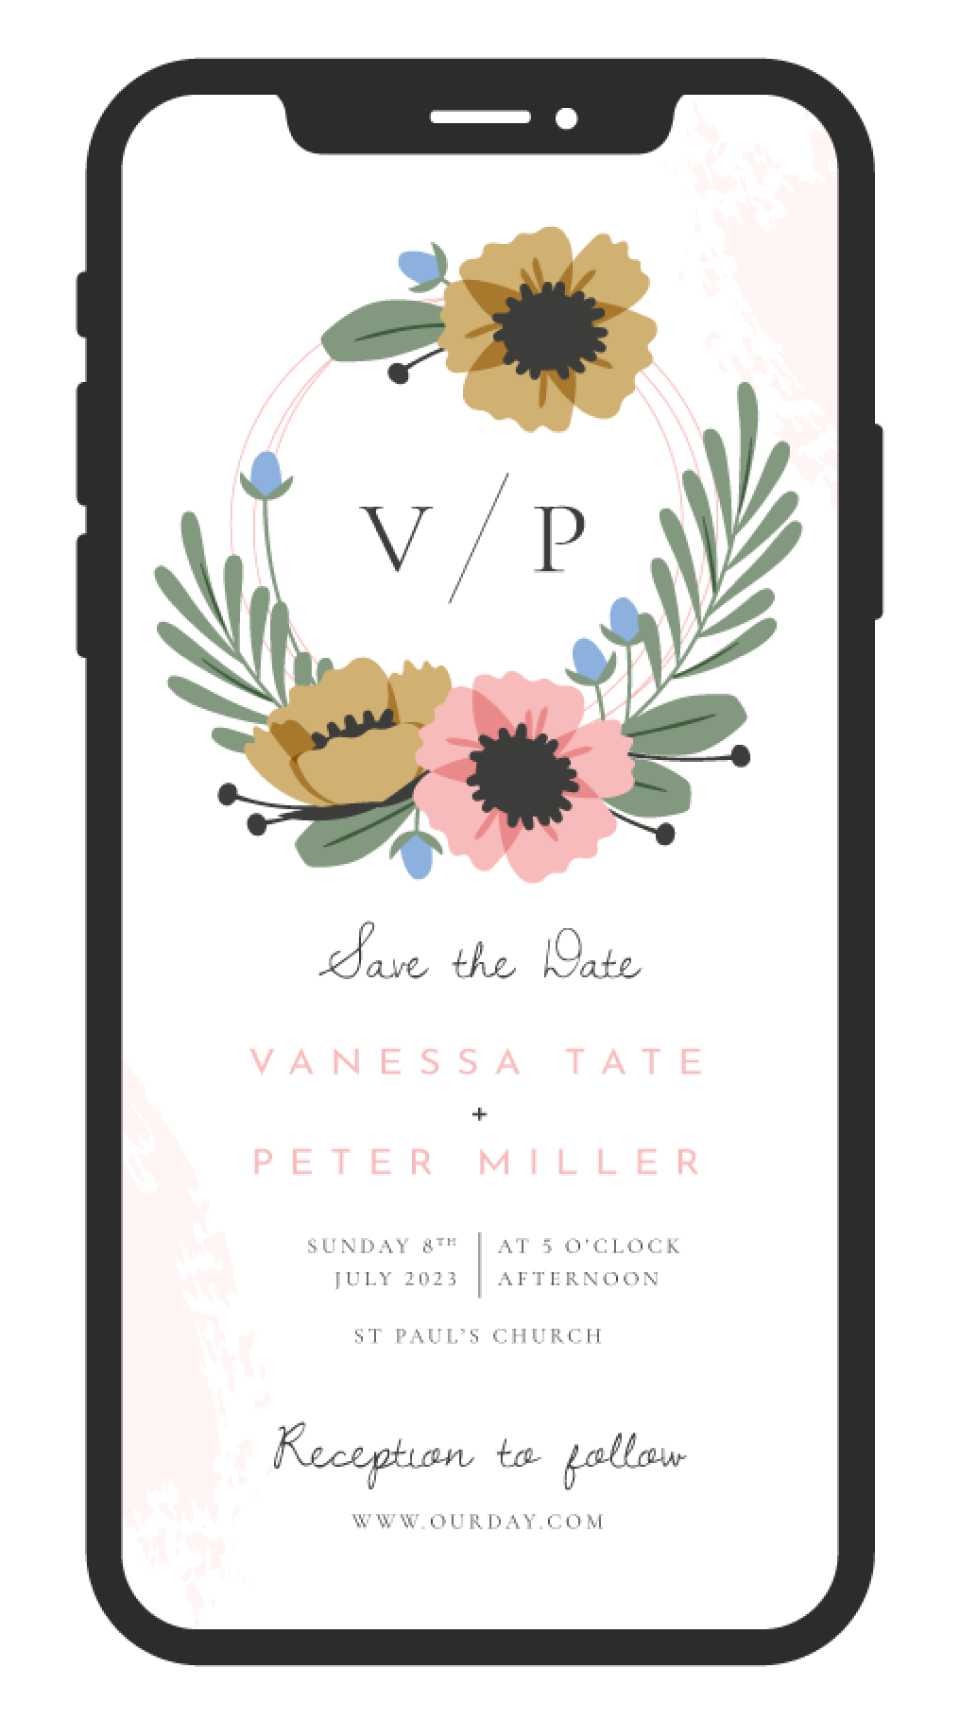 V/P
Save the Date
VANESSA TATE
+
PETER MILLER
SUNDAY 8TH
JULY 2023
AT 5 O'CLOCK
AFTERNOON
ST PAUL'S CHURCH
Reception to follow
WWW.OURDAY.COM